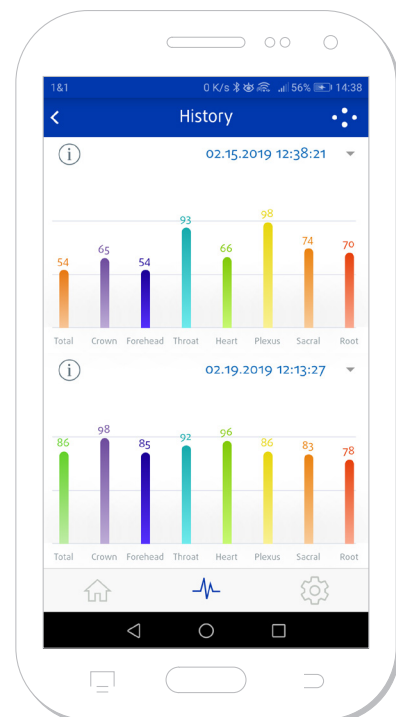 1&1 0 K/s 56% 14:38
History
i 02.15.2019 12:38:21
98
93
74
70
65 66
54 54
Total Crown Forehead Throat Heart Plexus Sacral Root
i 02.19.2019 12:13:27
98 96
92
86 85 86 83
78
Total Crown Forehead Throat Heart Plexus Sacral Root